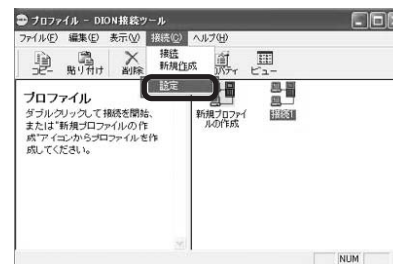 プロファイル - DION接続ツール
ファイル(F) 編集(E) 表示(V) 接続(C) ヘルプ(H)
接続
新規作成
設定
コピー 貼り付け 削除 パティ ビュー
プロファイル
ダブルクリックして接続を開始、
または"新規プロファイルの作
成"アイコンからプロファイルを作
成してください。
新規プロファイ
ルの作成
接続1
NUM